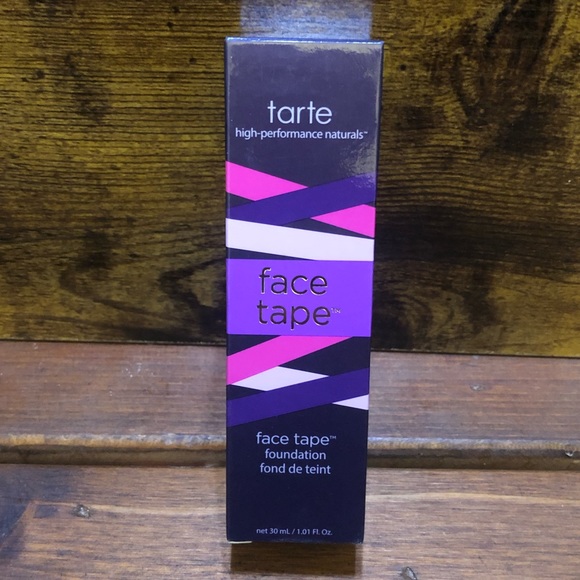 tarte
high-performance naturals™
face
tape™
face tape™
foundation
fond de teint
net 30 mL / 1.01 Fl. Oz.